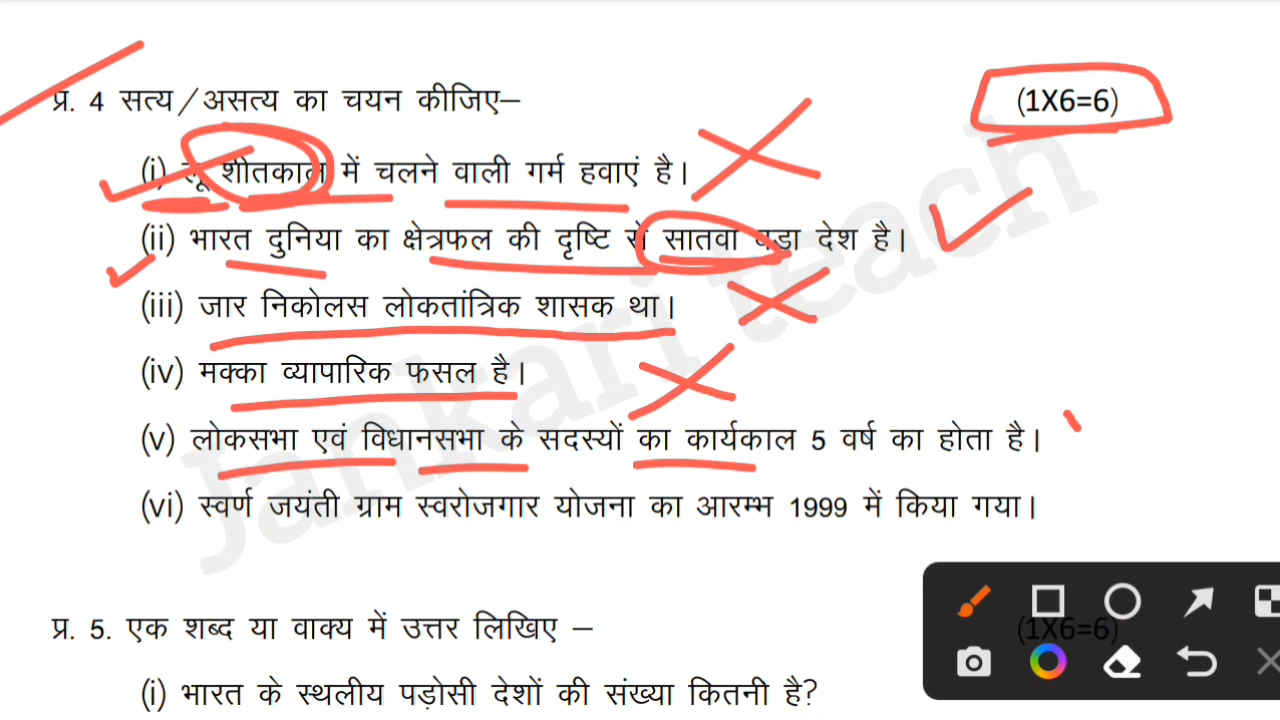 प्र. 4 सत्य/असत्य का चयन कीजिए– (1X6=6)
(i) लू शीतकाल में चलने वाली गर्म हवाएं है।
(ii) भारत दुनिया का क्षेत्रफल की दृष्टि से सातवा बड़ा देश है।
(iii) जार निकोलस लोकतांत्रिक शासक था।
(iv) मक्का व्यापारिक फसल है।
(v) लोकसभा एवं विधानसभा के सदस्यों का कार्यकाल 5 वर्ष का होता है।
(vi) स्वर्ण जयंती ग्राम स्वरोजगार योजना का आरम्भ 1999 में किया गया।
प्र. 5. एक शब्द या वाक्य में उत्तर लिखिए – (1X6=6)
(i) भारत के स्थलीय पड़ोसी देशों की संख्या कितनी है?
Jankari teach